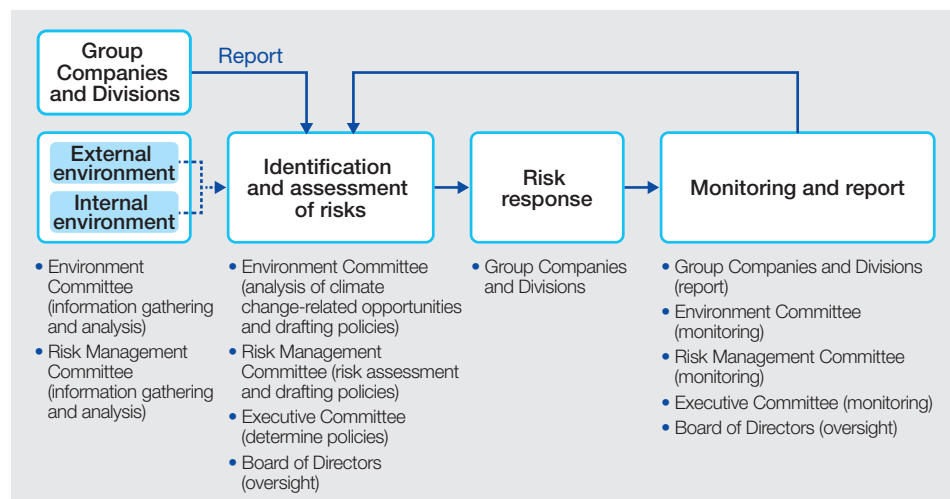 Group
Companies
and Divisions
Report
External
environment
Internal
environment
Identification
and assessment
of risks
Risk
response
Monitoring and report
• Environment
Committee
(information gathering
and analysis)
• Risk Management
Committee
(information gathering
and analysis)
• Environment Committee
(analysis of climate
change-related opportunities
and drafting policies)
• Risk Management
Committee (risk assessment
and drafting policies)
• Executive Committee
(determine policies)
• Board of Directors
(oversight)
• Group Companies
and Divisions
• Group Companies and Divisions
(report)
• Environment Committee
(monitoring)
• Risk Management Committee
(monitoring)
• Executive Committee (monitoring)
• Board of Directors (oversight)